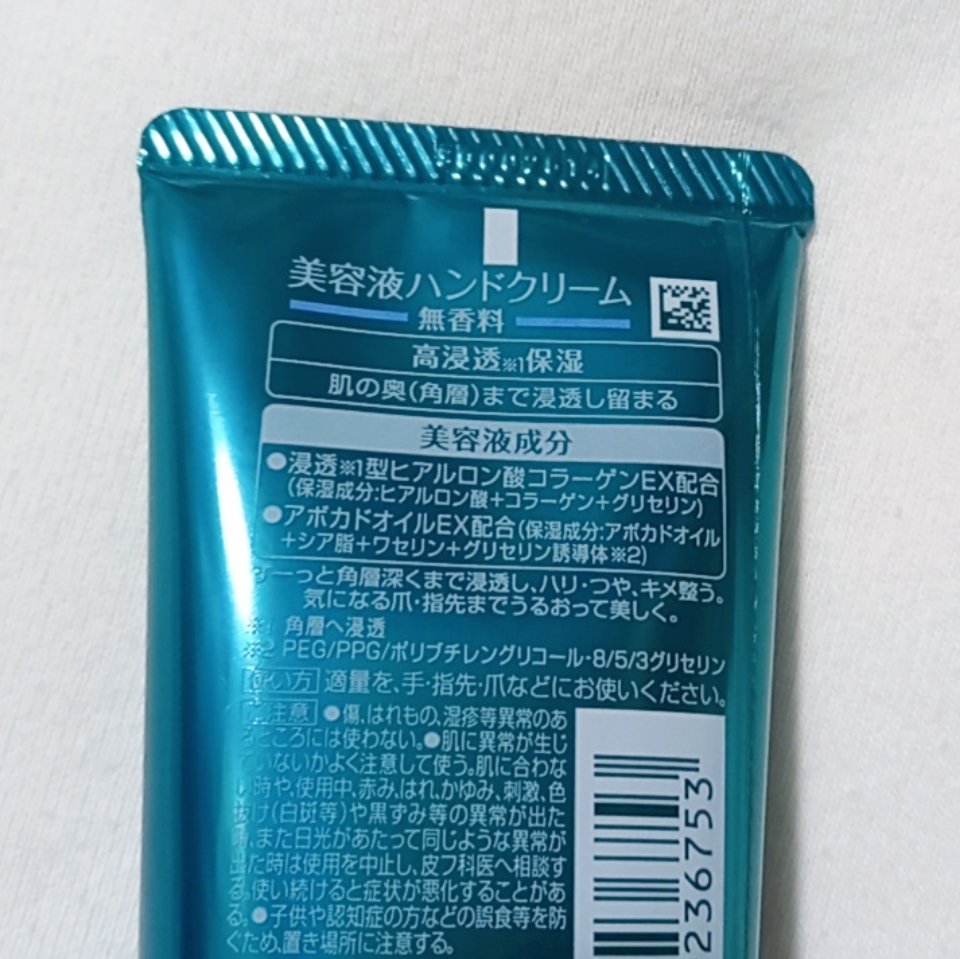 美容液ハンドクリーム
無香料
高浸透※1保湿
肌の奥(角層)まで浸透し留まる
美容液成分
●浸透※1型ヒアルロン酸コラーゲンEX配合
(保湿成分:ヒアルロン酸+コラーゲン+グリセリン)
●アボカドオイルEX配合(保湿成分:アボカドオイル
+シア脂+ワセリン+グリセリン誘導体※2)
すーっと角層深くまで浸透し、ハリ・つや、キメ整う。
気になる爪・指先までうるおって美しく。
※1 角層へ浸透
※2 PEG/PPG/ポリブチレングリコール・8/5/3グリセリン
使い方 適量を、手・指先・爪などにお使いください。
ご注意 ●傷、はれもの、湿疹等異常のあ
るところには使わない。●肌に異常が生じ
ていないかよく注意して使う。肌に合わな
い時や、使用中、赤み、はれ、かゆみ、刺激、色
抜け(白斑等)や黒ずみ等の異常が出た
時、また日光があたって同じような異常が
出た時は使用を中止し、皮フ科医へ相談す
る。使い続けると症状が悪化することがあ
る。●子供や認知症の方などの誤食等を防
ぐため、置き場所に注意する。
236753